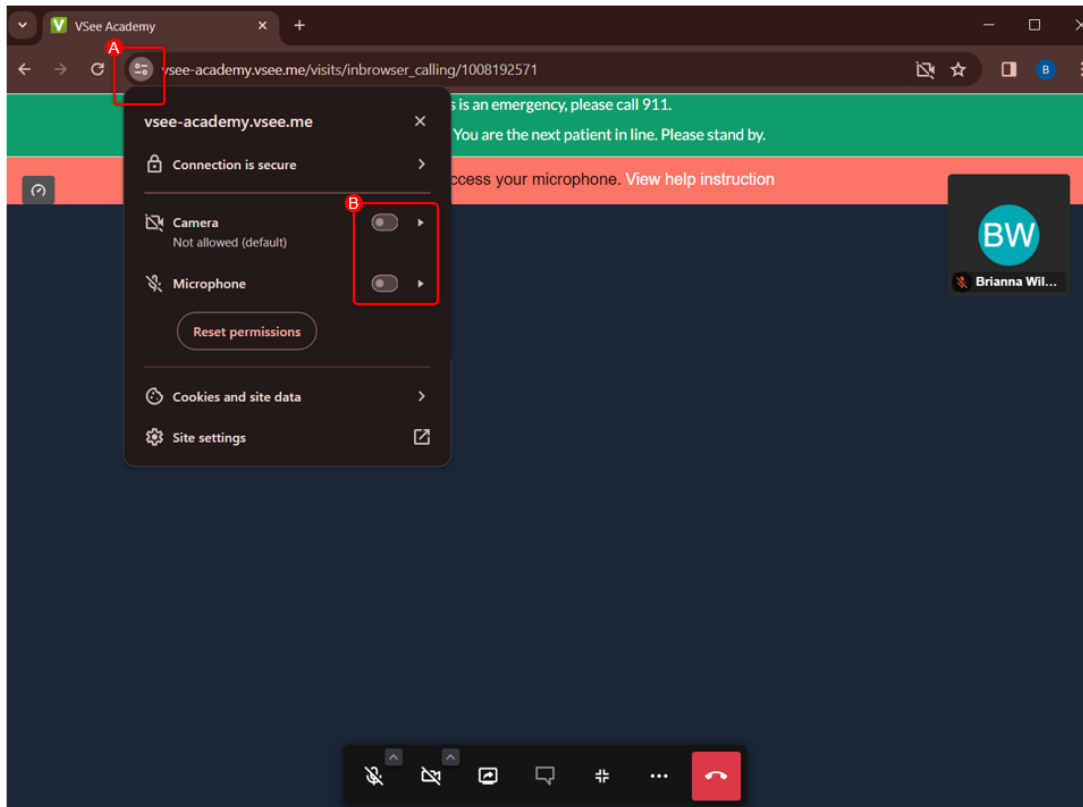 VSee Academy
A
vsee-academy.vsee.me/visits/inbrowser_calling/1008192571
B
s is an emergency, please call 911.
You are the next patient in line. Please stand by.
ccess your microphone. View help instruction
vsee-academy.vsee.me
Connection is secure
B
Camera
Not allowed (default)
Microphone
Reset permissions
Cookies and site data
Site settings
BW
Brianna Wil...